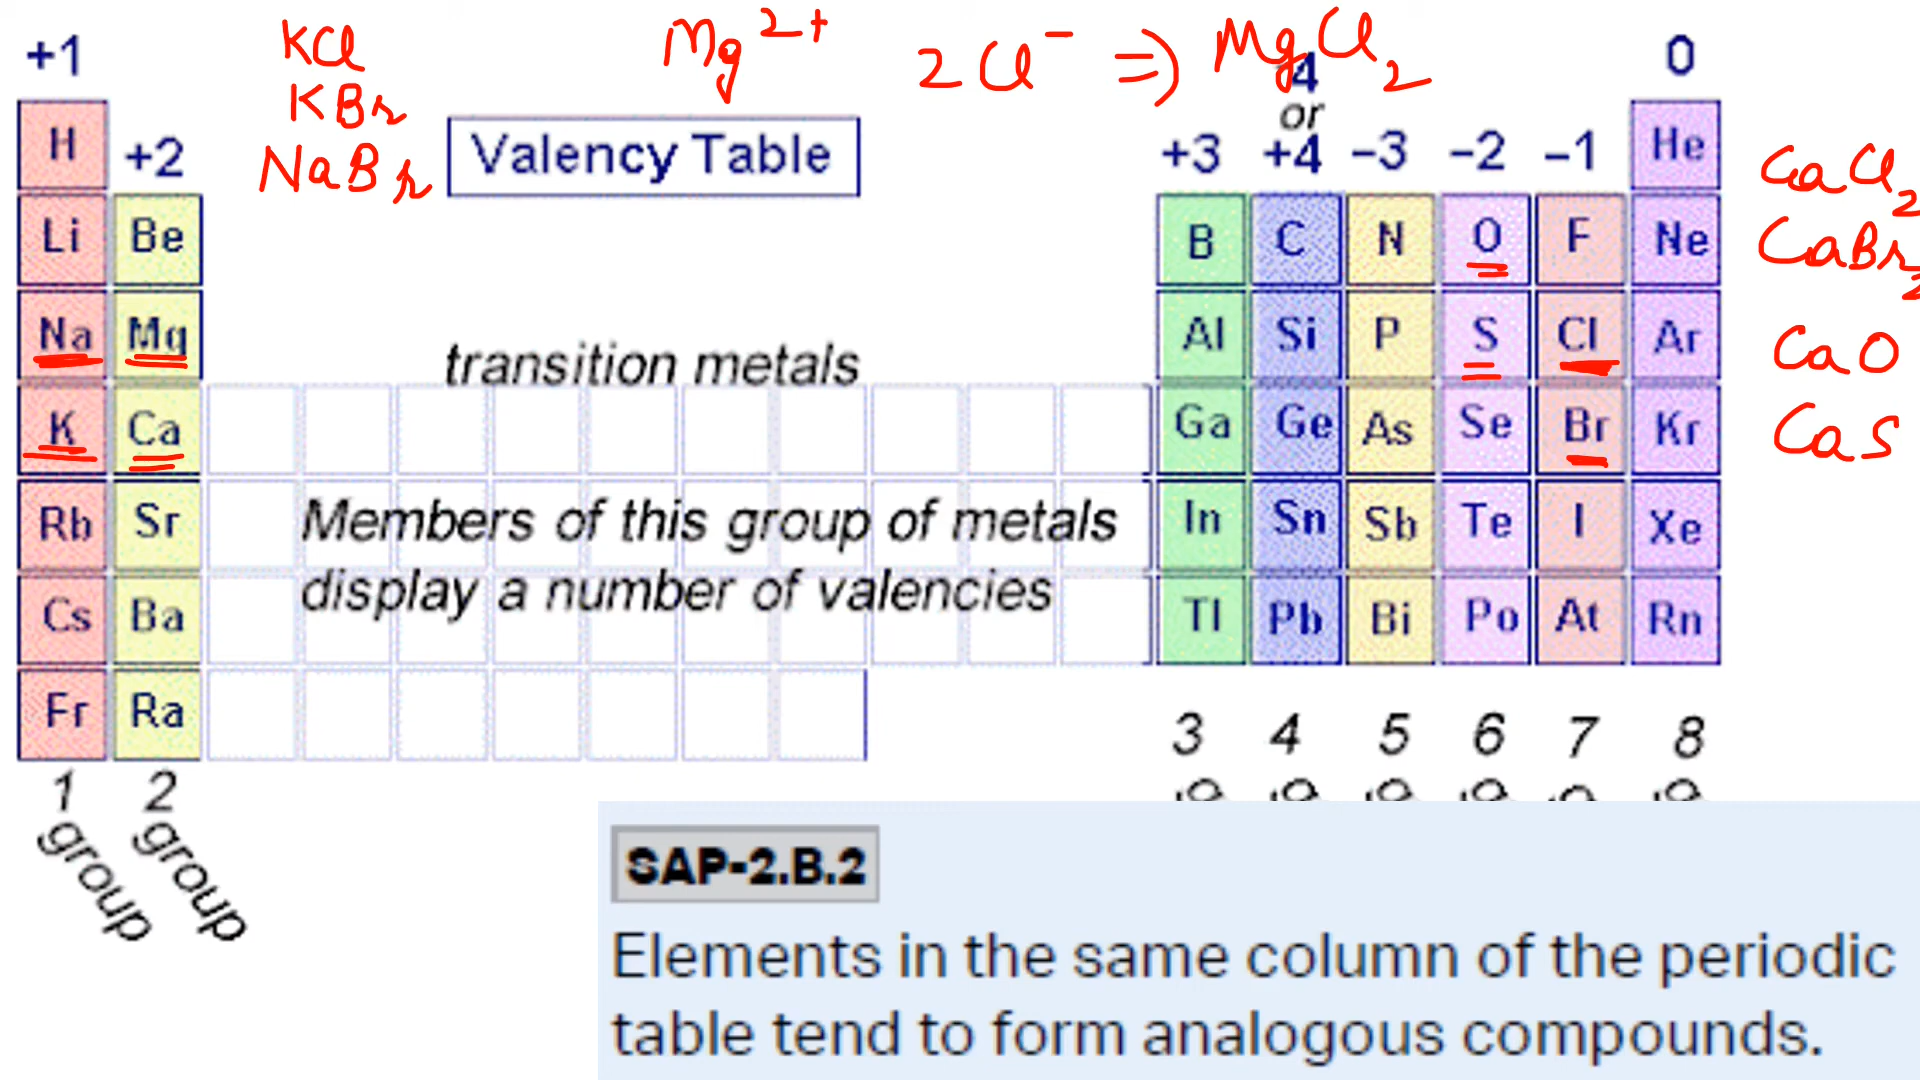 KCl
KBr
NaBr
Mg2+ 2Cl- => MgCl2
+1
+2
Valency Table
4
or
+3 +4 -3 -2 -1 0
H He
Li Be B C N O F Ne
Na Mg Al Si P S Cl Ar
transition metals
K Ca Ga Ge As Se Br Kr
Rb Sr In Sn Sb Te I Xe
Members of this group of metals
display a number of valencies
Cs Ba Tl Pb Bi Po At Rn
Fr Ra
1 2 3 4 5 6 7 8
group group
CaCl2
CaBr2
CaO
CaS
SAP-2.B.2
Elements in the same column of the periodic
table tend to form analogous compounds.